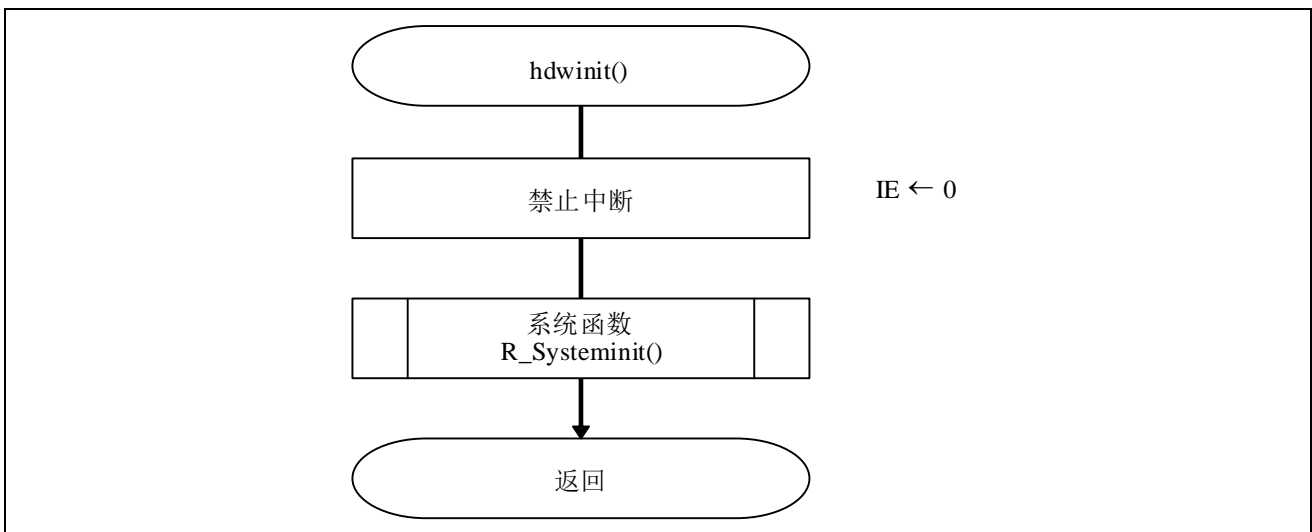 hdwinit()
禁止中断
IE ← 0
系统函数
R_Systeminit()
返回